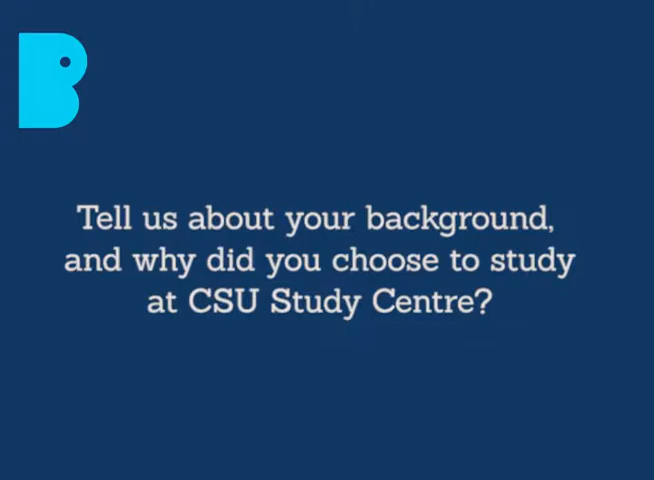 Tell us about your background,
and why did you choose to study
at CSU Study Centre?